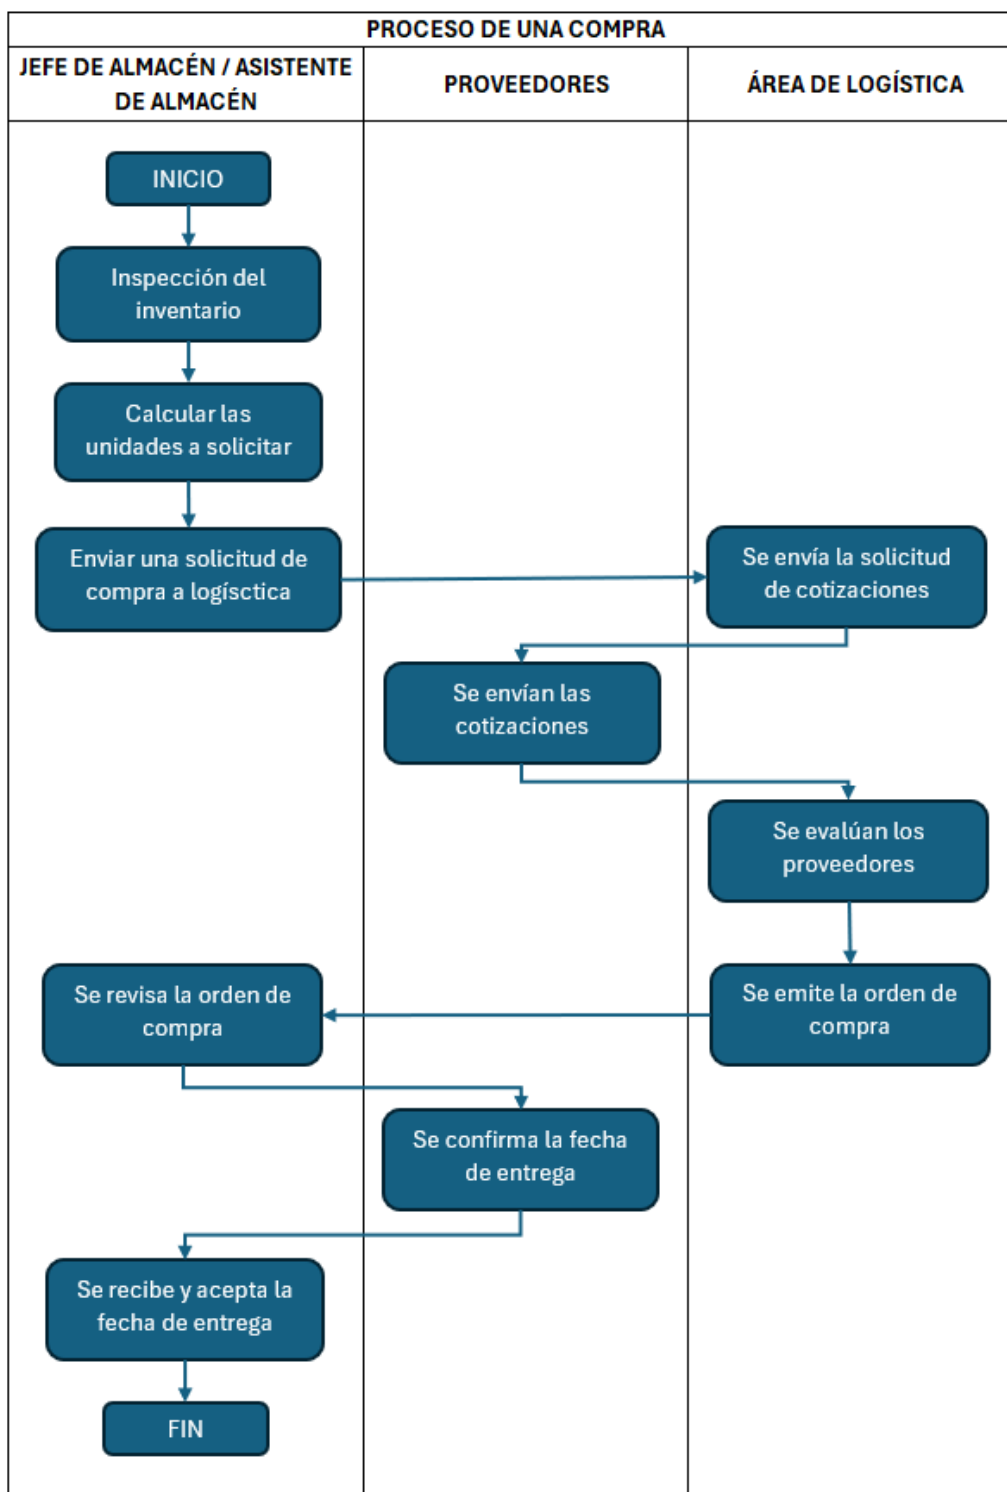 PROCESO DE UNA COMPRA
JEFE DE ALMACÉN / ASISTENTE
DE ALMACÉN
PROVEEDORES
ÁREA DE LOGÍSTICA
INICIO
Inspección del
inventario
Calcular las
unidades a solicitar
Enviar una solicitud de
compra a logísctica
Se envía la solicitud
de cotizaciones
Se envían las
cotizaciones
Se evalúan los
proveedores
Se emite la orden de
compra
Se revisa la orden de
compra
Se confirma la fecha
de entrega
Se recibe y acepta la
fecha de entrega
FIN